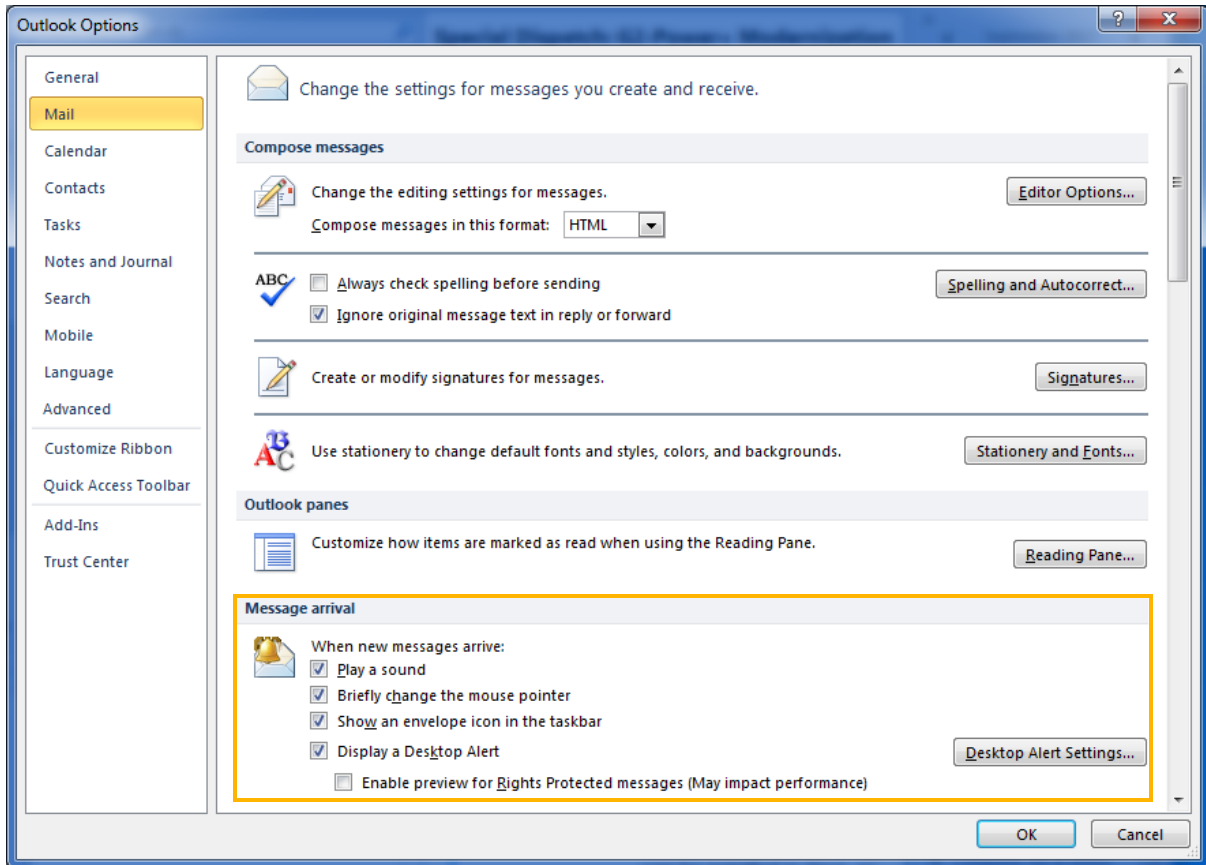 Outlook Options
General
Mail
Calendar
Contacts
Tasks
Notes and Journal
Search
Mobile
Language
Advanced
Customize Ribbon
Quick Access Toolbar
Add-Ins
Trust Center
Change the settings for messages you create and receive.
Compose messages
Change the editing settings for messages.
Editor Options...
Compose messages in this format: HTML
ABC
Always check spelling before sending
Spelling and Autocorrect...
Ignore original message text in reply or forward
Create or modify signatures for messages.
Signatures...
Use stationery to change default fonts and styles, colors, and backgrounds.
Stationery and Fonts...
Outlook panes
Customize how items are marked as read when using the Reading Pane.
Reading Pane...
Message arrival
When new messages arrive:
Play a sound
Briefly change the mouse pointer
Show an envelope icon in the taskbar
Display a Desktop Alert
Desktop Alert Settings...
Enable preview for Rights Protected messages (May impact performance)
OK
Cancel